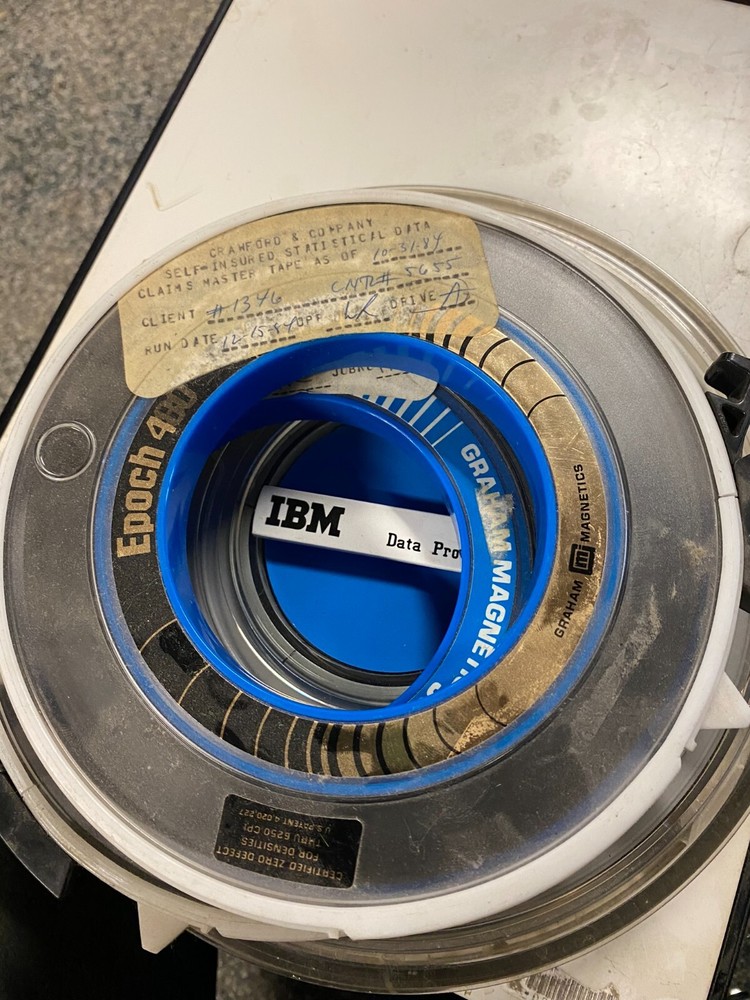 CRAWFORD & COMPANY
SELF-INSURED STATISTICAL DATA
CLAIMS MASTER TAPE AS OF 10-31-84
CLIENT #1346 CNTR# 5655
RUN DATE 12-15-84 OPR DRIVE
Epoch 480
GRAHAM MAGNETICS
GRAHAM MAGNETICS
IBM Data Pro
CERTIFIED ZERO DEFECT
FOR DENSITIES
THRU 6250 CPI
U.S. PATENT 4,020,227